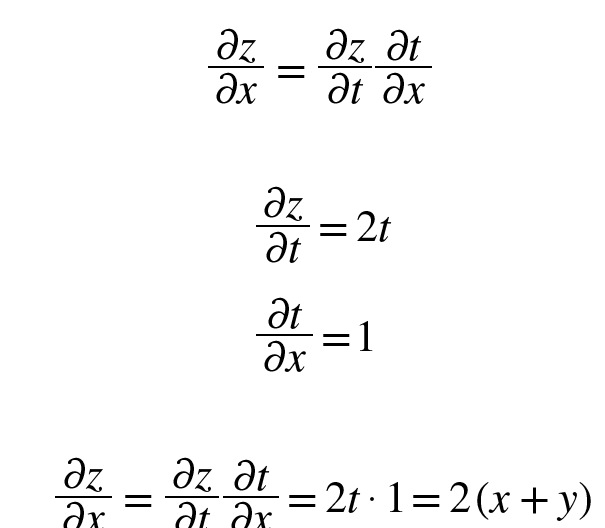 ∂z/∂x = ∂z/∂t ∂t/∂x
∂z/∂t = 2t
∂t/∂x = 1
∂z/∂x = ∂z/∂t ∂t/∂x = 2t · 1 = 2(x + y)